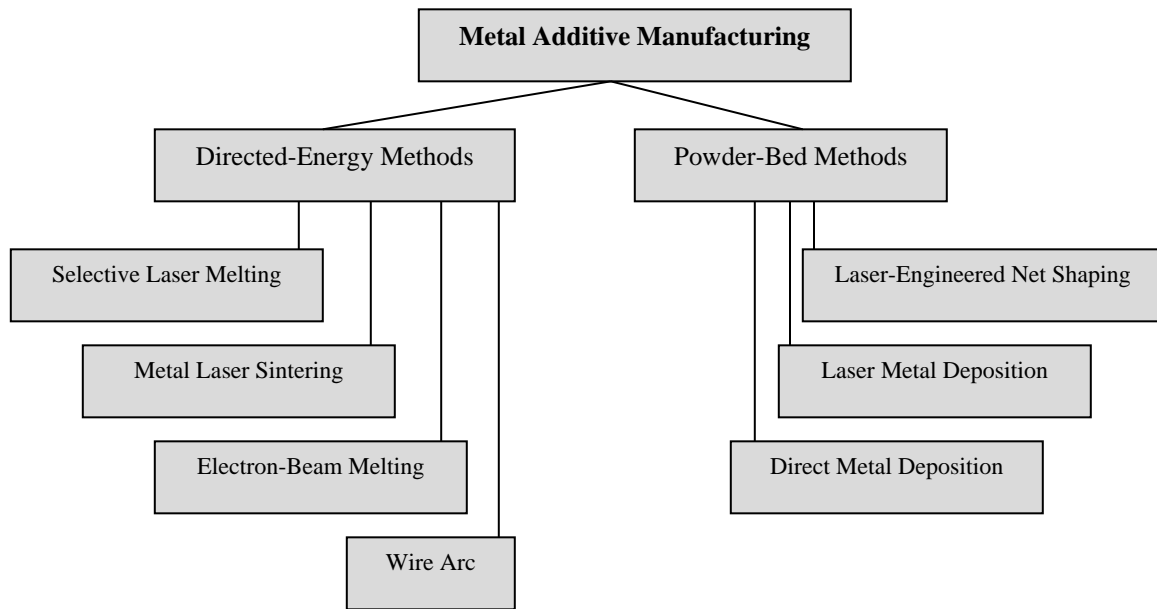 Metal Additive Manufacturing
Directed-Energy Methods
Powder-Bed Methods
Selective Laser Melting
Laser-Engineered Net Shaping
Metal Laser Sintering
Laser Metal Deposition
Electron-Beam Melting
Direct Metal Deposition
Wire Arc